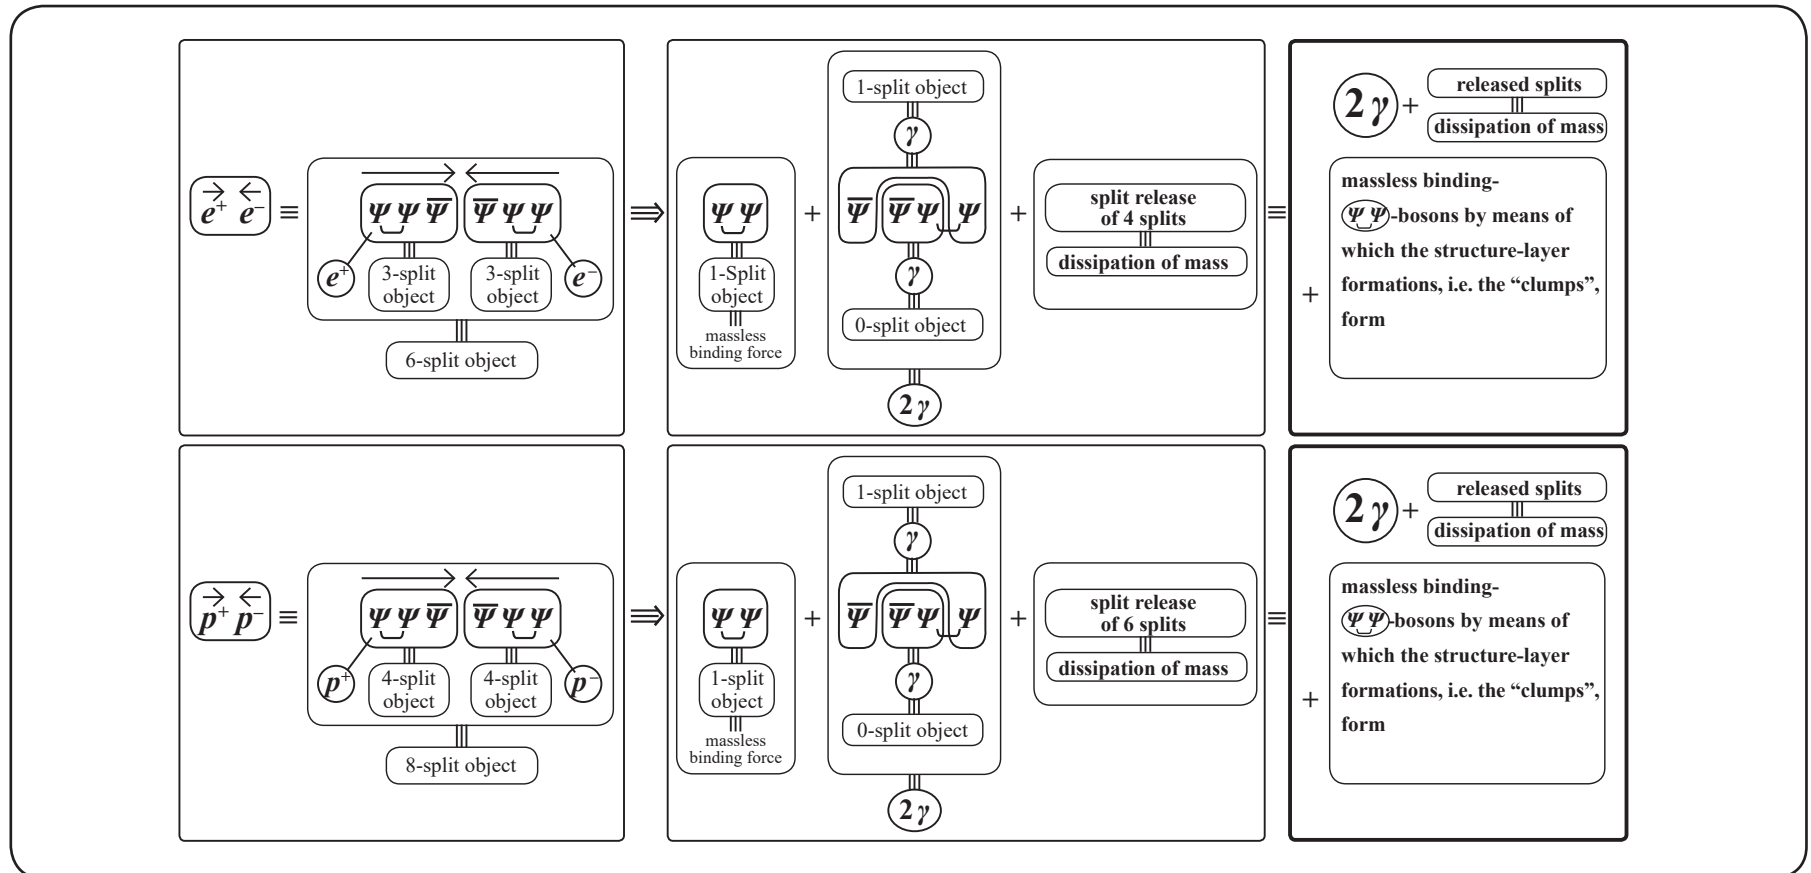 e⁺ e⁻ ≡
Ψ Ψ Ψ̅ Ψ̅ Ψ Ψ
e⁺
3-split
object
3-split
object
e⁻
6-split object
⇒
Ψ Ψ
1-Split
object
massless
binding force
+
1-split object
γ
Ψ̅ Ψ̅ Ψ Ψ
γ
0-split object
2γ
+
split release
of 4 splits
dissipation of mass
≡
2γ +
released splits
dissipation of mass
+
massless binding-
Ψ Ψ-bosons by means of
which the structure-layer
formations, i.e. the “clumps”,
form
p⁺ p⁻ ≡
Ψ Ψ Ψ̅ Ψ̅ Ψ Ψ
p⁺
4-split
object
4-split
object
p⁻
8-split object
⇒
Ψ Ψ
1-split
object
massless
binding force
+
1-split object
γ
Ψ̅ Ψ̅ Ψ Ψ
γ
0-split object
2γ
+
split release
of 6 splits
dissipation of mass
≡
2γ +
released splits
dissipation of mass
+
massless binding-
Ψ Ψ-bosons by means of
which the structure-layer
formations, i.e. the “clumps”,
form